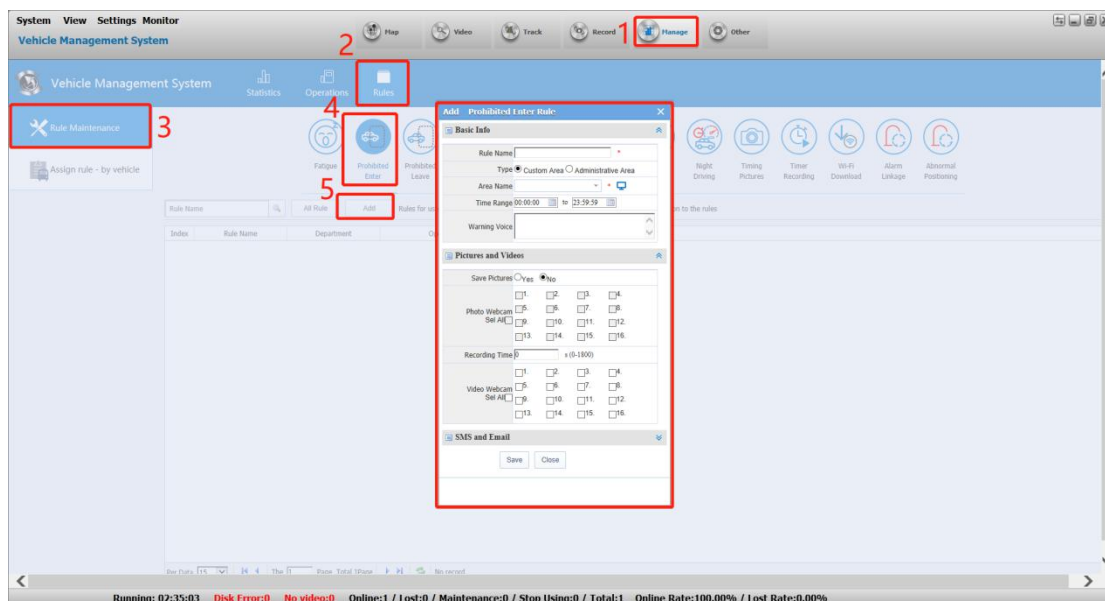 System View Settings Monitor
Vehicle Management System
Map
Video
Track
Record
Manage
Other
1
2
Vehicle Management System
Statistics
Operations
Rules
3
4
5
Rule Maintenance
Assign rule - by vehicle
Fatigue
Prohibited Enter
Prohibited Leave
Night Driving
Timing Pictures
Timer Recording
Wi-Fi Download
Alarm Linkage
Abnormal Positioning
Rule Name
All Rule
Add
Rules for
on to the rules
Index Rule Name Department
Add Prohibited Enter Rule
Basic Info
Rule Name *
Type Custom Area Administrative Area
Area Name *
Time Range 00:00:00 to 23:59:59
Warning Voice
Pictures and Videos
Save Pictures Yes No
Photo Webcam
Sel All
1. 2. 3. 4.
5. 6. 7. 8.
9. 10. 11. 12.
13. 14. 15. 16.
Recording Time 0 s (0-1800)
Video Webcam
Sel All
1. 2. 3. 4.
5. 6. 7. 8.
9. 10. 11. 12.
13. 14. 15. 16.
SMS and Email
Save Close
Per Data 15 The 1 Page Total 1Page No record
Running: 02:35:03 Disk Error:0 No video:0 Online:1 / Lost:0 / Maintenance:0 / Stop Using:0 / Total:1 Online Rate:100.00% / Lost Rate:0.00%